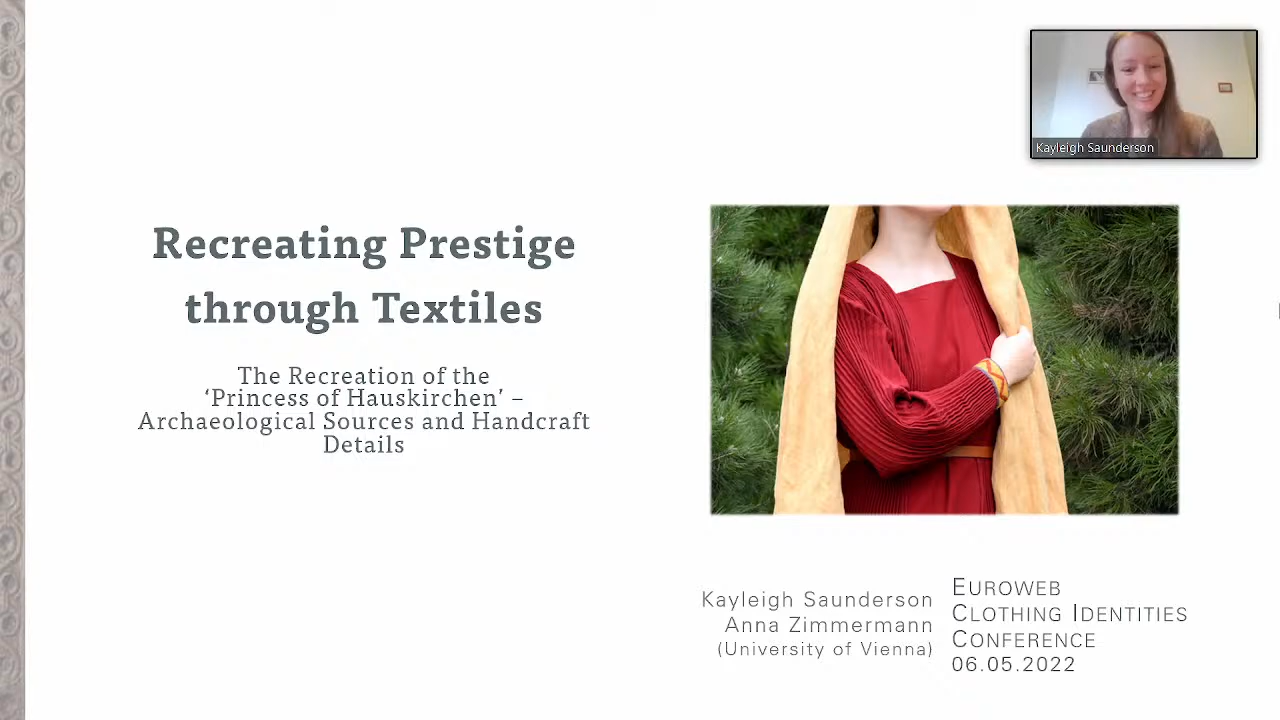 Kayleigh Saunderson
Recreating Prestige
through Textiles
The Recreation of the
‘Princess of Hauskirchen’ –
Archaeological Sources and Handcraft
Details
Kayleigh Saunderson
Anna Zimmermann
(University of Vienna)
EUROWEB
CLOTHING IDENTITIES
CONFERENCE
06.05.2022